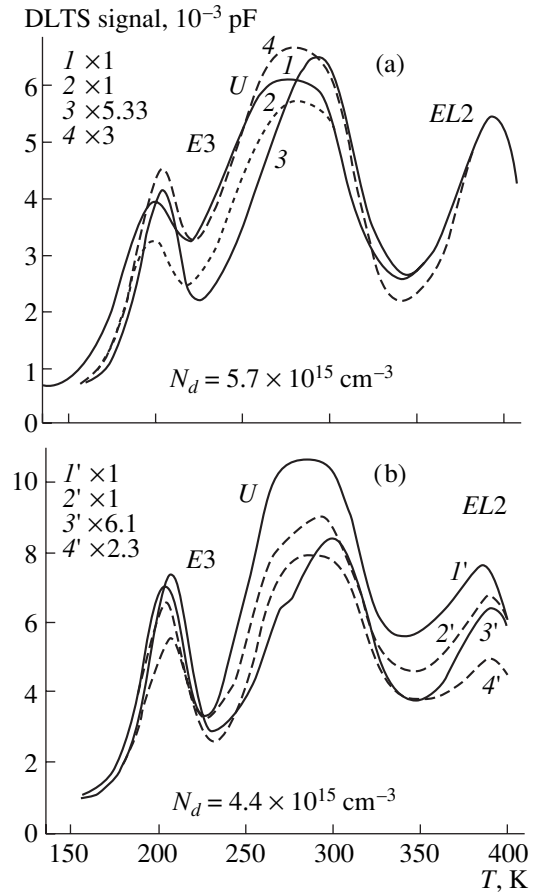 DLTS signal, 10⁻³ pF
1 ×1
2 ×1
3 ×5.33
4 ×3
(a)
4
1
U
2
3
E3
EL2
6
5
4
3
2
1
0
N_d = 5.7 × 10¹⁵ cm⁻³
1' ×1
2' ×1
3' ×6.1
4' ×2.3
(b)
U
E3
EL2
1'
2'
3'
4'
10
8
6
4
2
0
N_d = 4.4 × 10¹⁵ cm⁻³
150 200 250 300 350 400
T, K